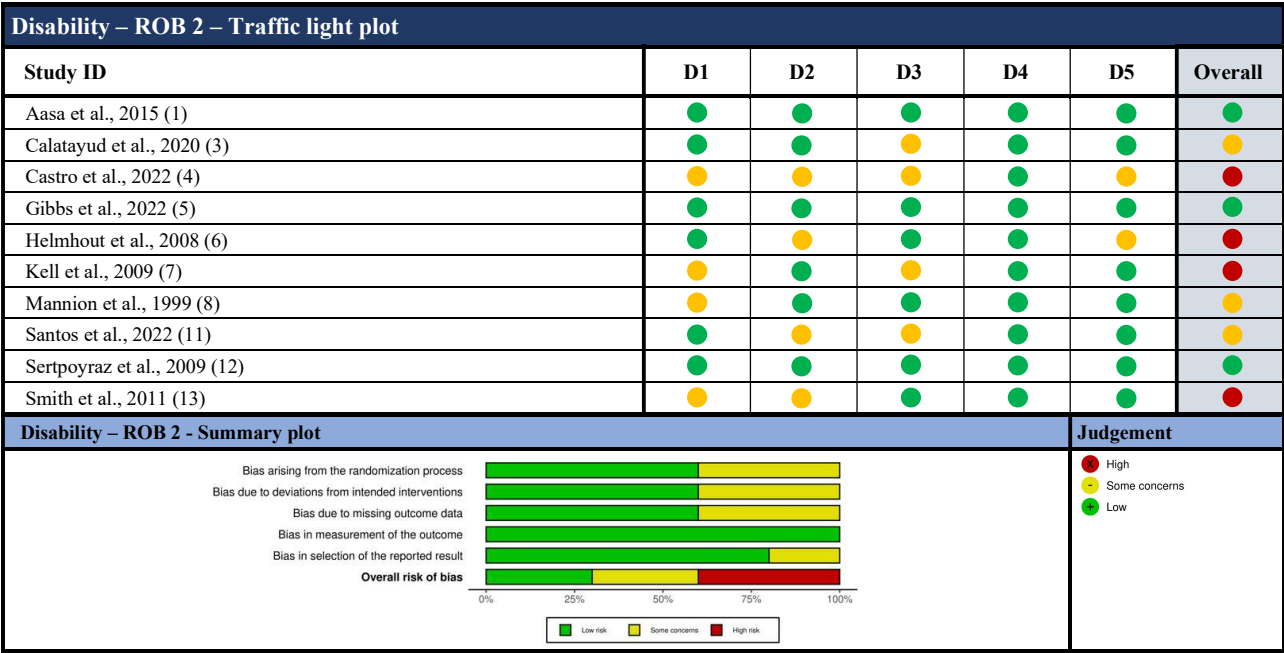 Disability – ROB 2 – Traffic light plot
Study ID D1 D2 D3 D4 D5 Overall
Aasa et al., 2015 (1)
Calatayud et al., 2020 (3)
Castro et al., 2022 (4)
Gibbs et al., 2022 (5)
Helmhout et al., 2008 (6)
Kell et al., 2009 (7)
Mannion et al., 1999 (8)
Santos et al., 2022 (11)
Sertpoyraz et al., 2009 (12)
Smith et al., 2011 (13)
Disability – ROB 2 - Summary plot
Judgement
Bias arising from the randomization process
Bias due to deviations from intended interventions
Bias due to missing outcome data
Bias in measurement of the outcome
Bias in selection of the reported result
Overall risk of bias
0% 25% 50% 75% 100%
Low risk Some concerns High risk
X High
- Some concerns
+ Low